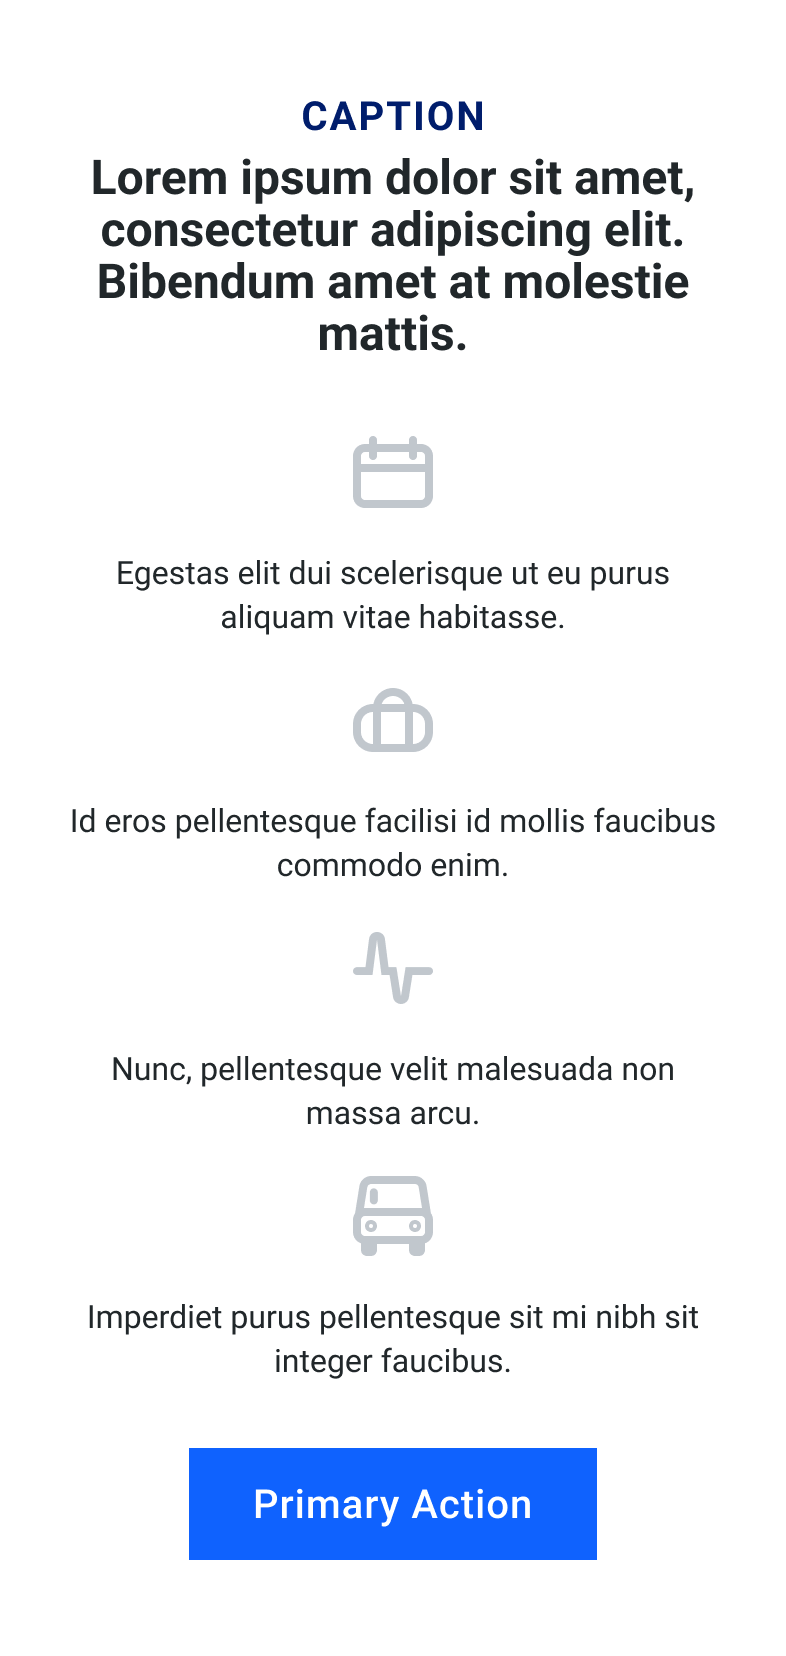 CAPTION
Lorem ipsum dolor sit amet,
consectetur adipiscing elit.
Bibendum amet at molestie
mattis.
Egestas elit dui scelerisque ut eu purus
aliquam vitae habitasse.
Id eros pellentesque facilisi id mollis faucibus
commodo enim.
Nunc, pellentesque velit malesuada non
massa arcu.
Imperdiet purus pellentesque sit mi nibh sit
integer faucibus.
Primary Action